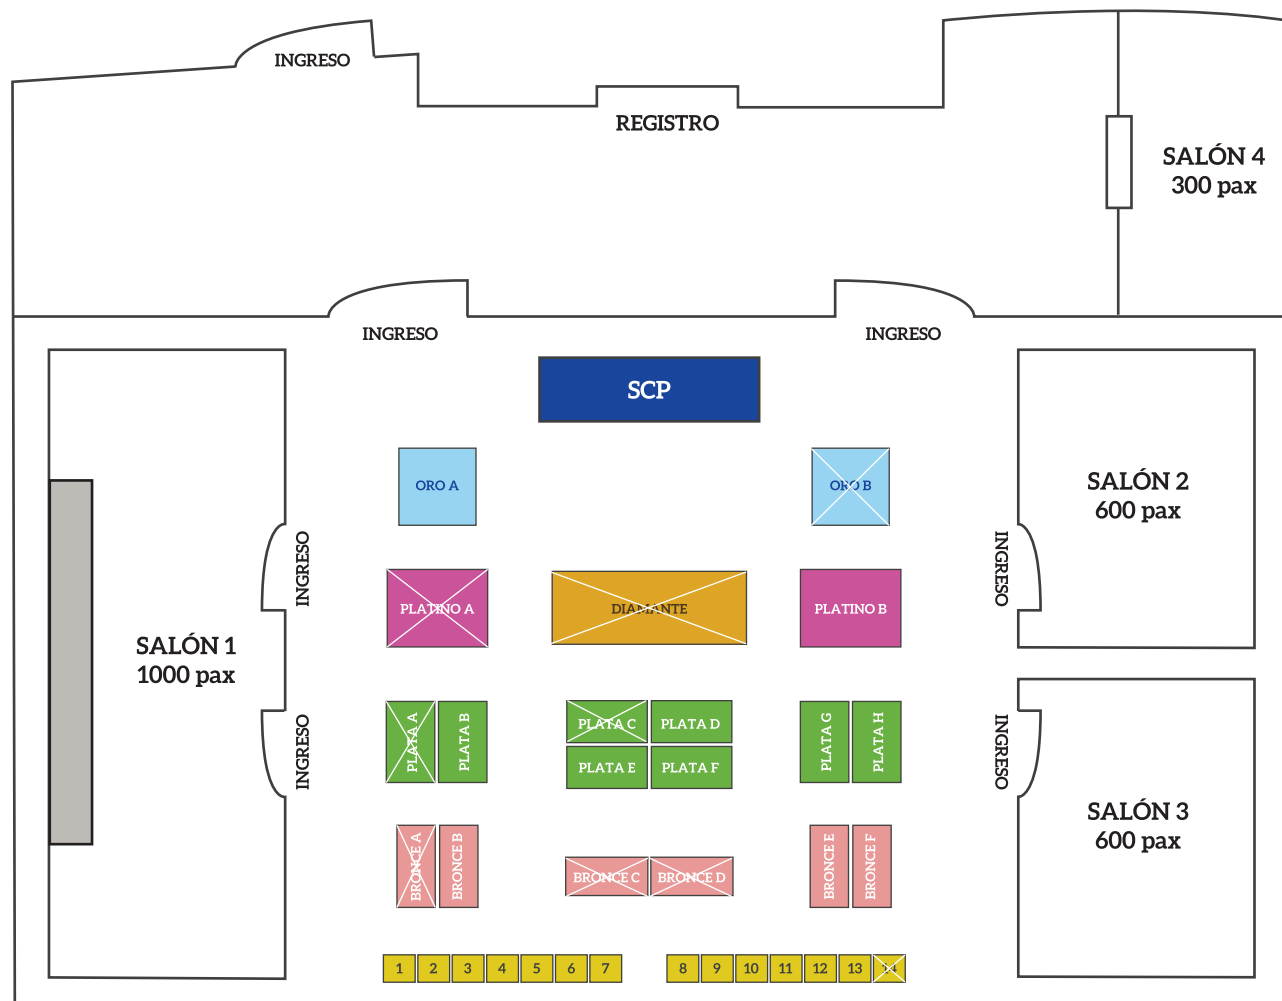 INGRESO
REGISTRO
SALÓN 4
300 pax
INGRESO
INGRESO
SCP
ORO A
ORO B
SALÓN 2
600 pax
INGRESO
INGRESO
PLATINO A
DIAMANTE
PLATINO B
SALÓN 1
1000 pax
PLATA A
PLATA B
PLATA C
PLATA D
PLATA E
PLATA F
PLATA G
PLATA H
INGRESO
INGRESO
SALÓN 3
600 pax
BRONCE A
BRONCE B
BRONCE C
BRONCE D
BRONCE E
BRONCE F
1 2 3 4 5 6 7 8 9 10 11 12 13 14